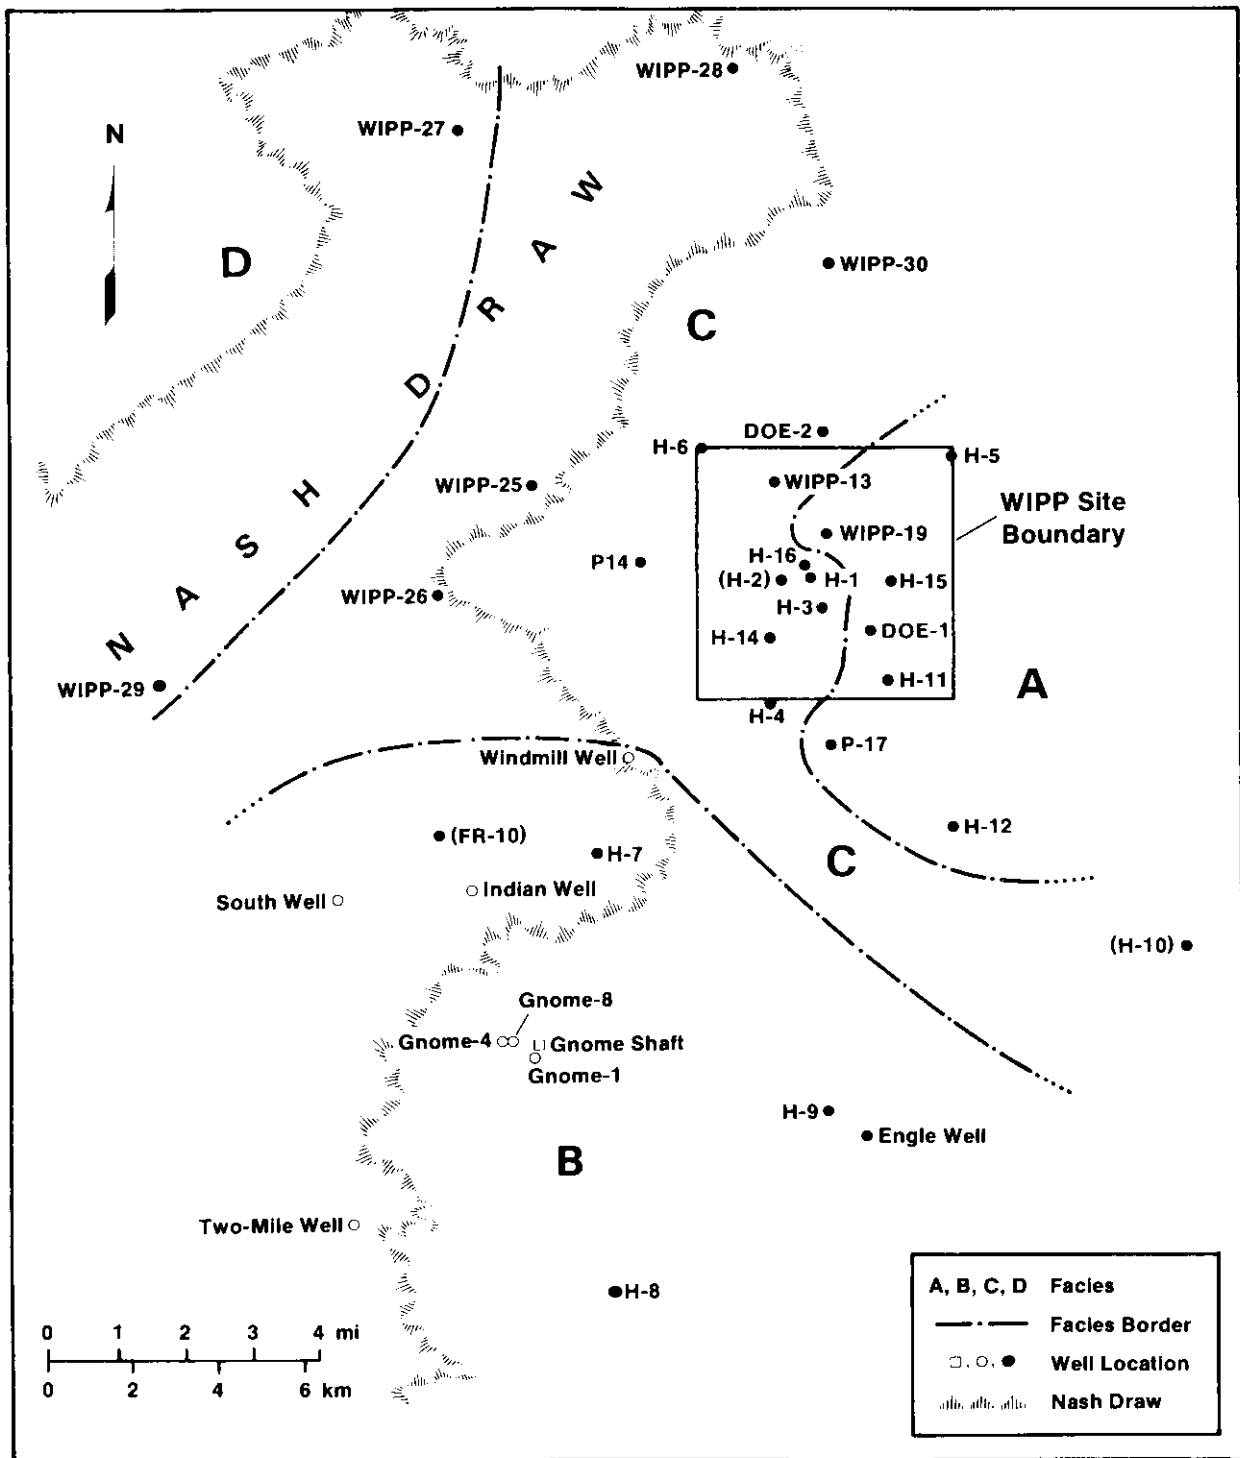 WIPP-28
WIPP-27
N
NASH DRAW
D
WIPP-30
C
DOE-2
H-6
H-5
WIPP-13
WIPP-25
WIPP Site
Boundary
WIPP-19
H-16
P14
(H-2)
H-1
H-15
WIPP-26
H-3
H-14
DOE-1
WIPP-29
H-11
A
H-4
P-17
Windmill Well
H-12
(FR-10)
H-7
C
Indian Well
South Well
(H-10)
Gnome-8
Gnome-4
Gnome Shaft
Gnome-1
H-9
Engle Well
B
Two-Mile Well
H-8
0 1 2 3 4 mi
0 2 4 6 km
A, B, C, D Facies
Facies Border
Well Location
Nash Draw